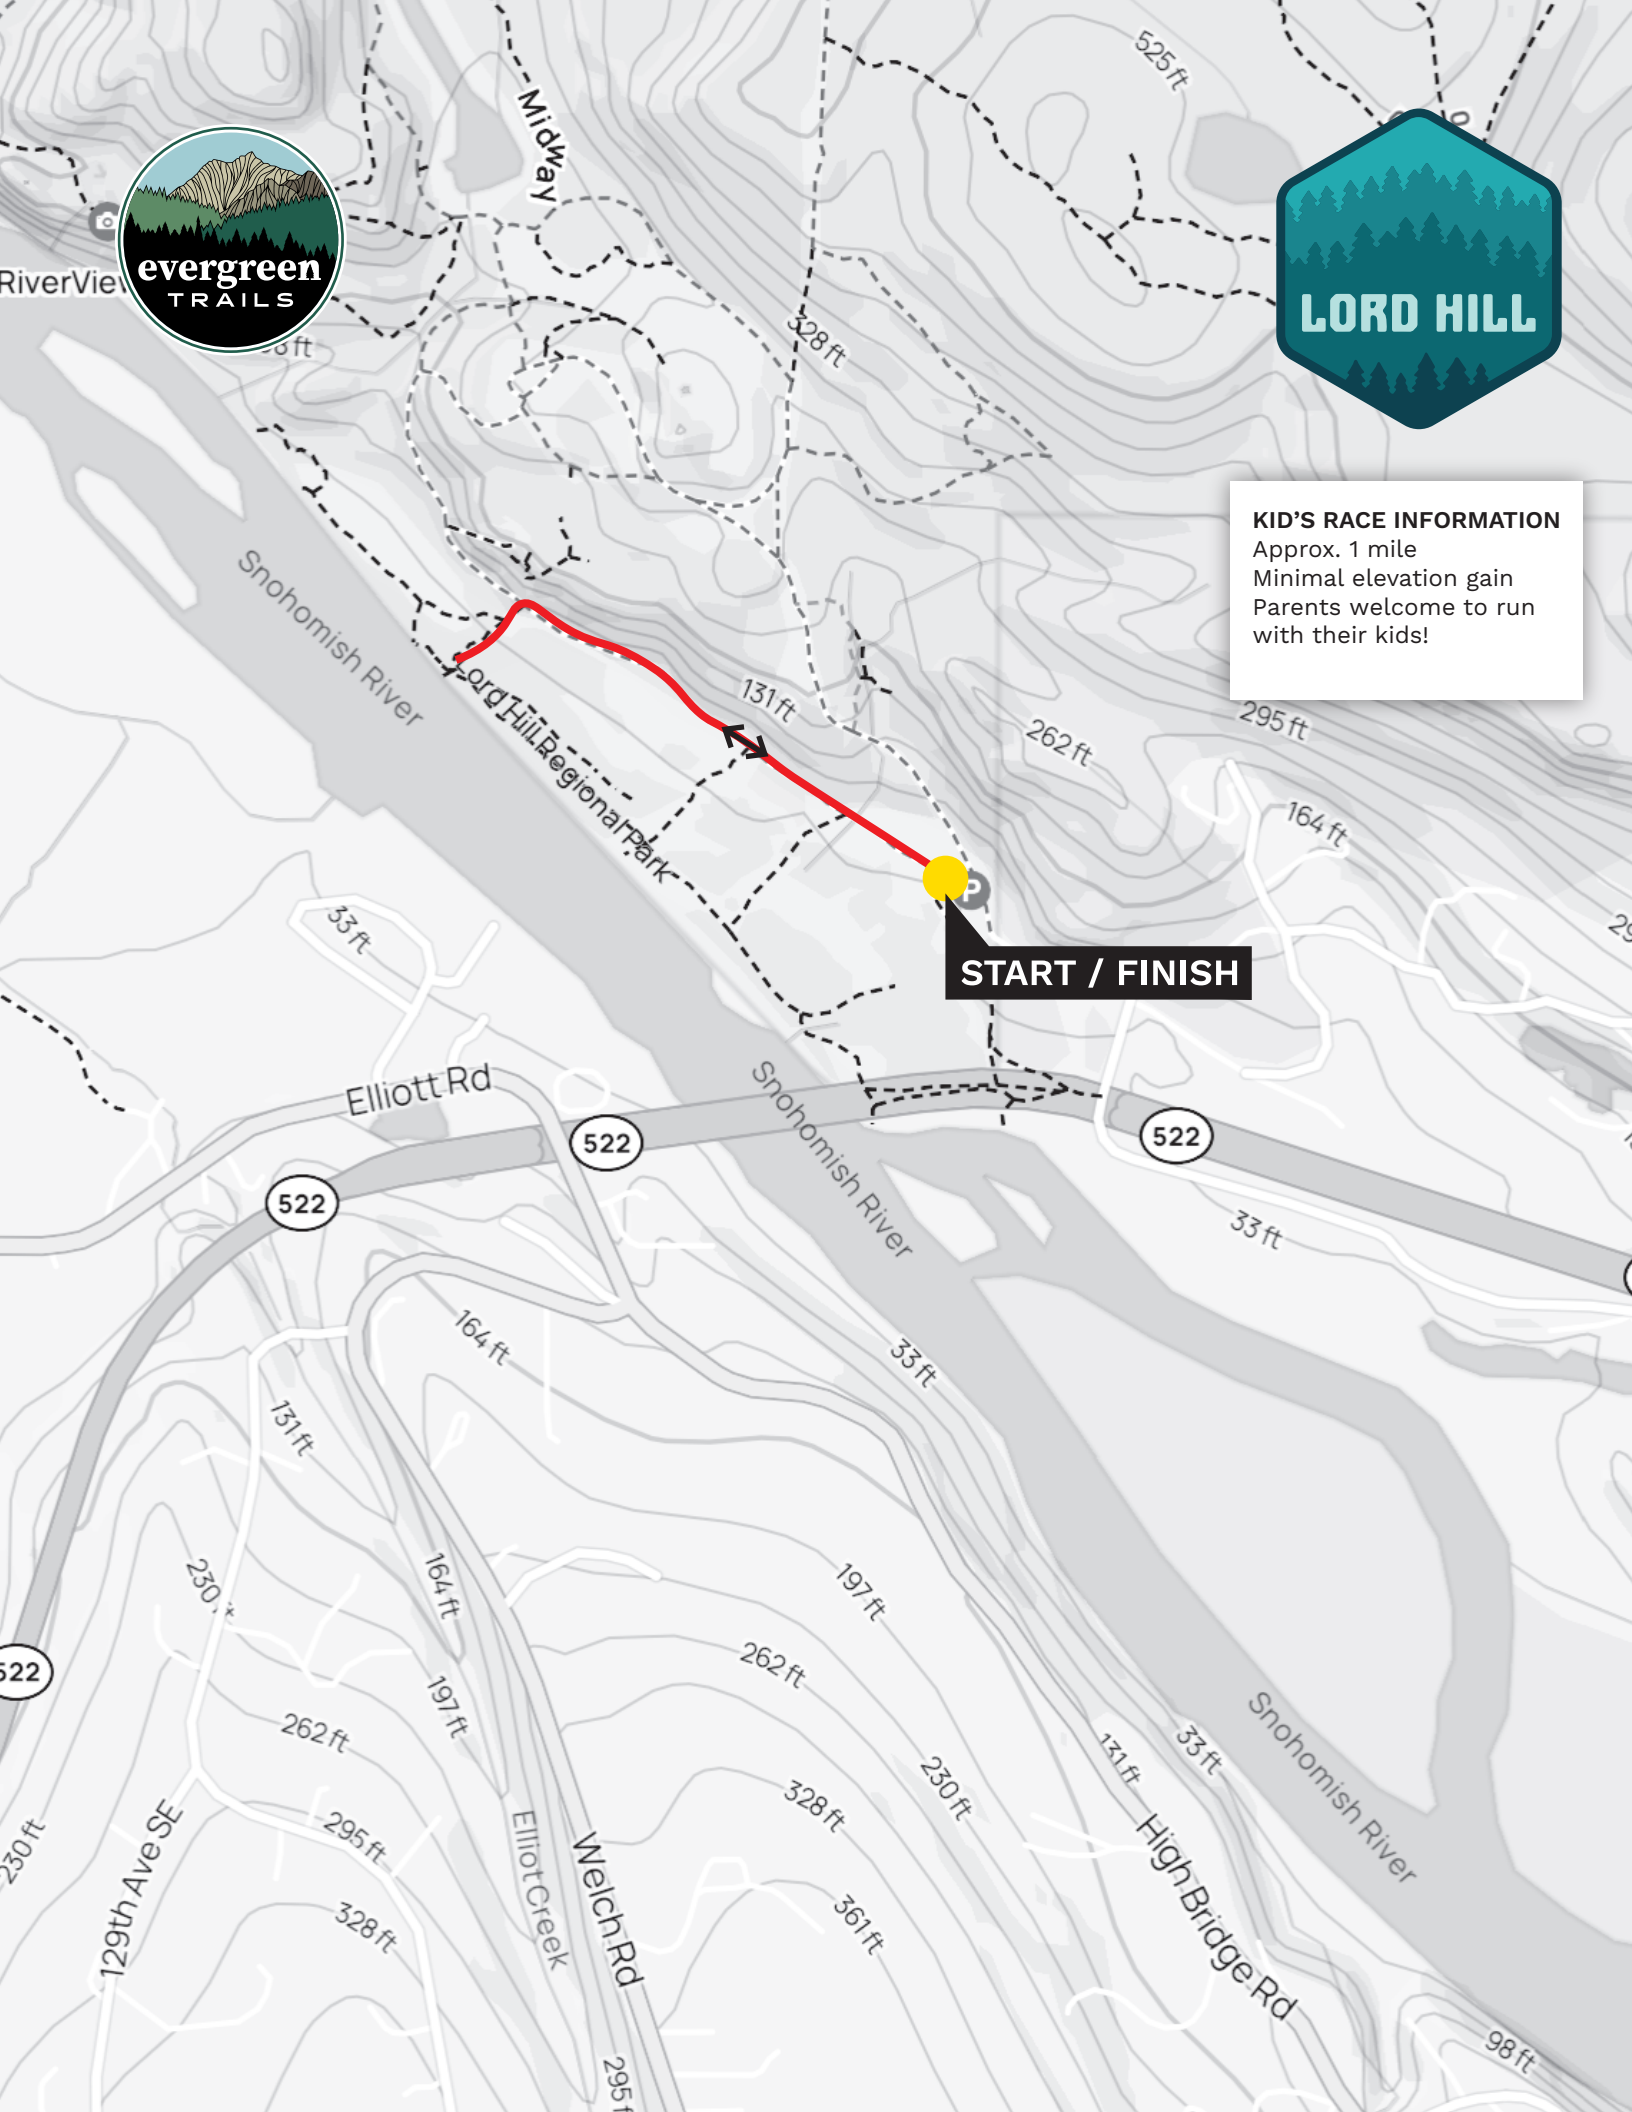 525 ft
Midway
RiverView
evergreen
TRAILS
LORD HILL
328 ft
KID'S RACE INFORMATION
Approx. 1 mile
Minimal elevation gain
Parents welcome to run
with their kids!
Snohomish River
Lord Hill Regional Park
131 ft
262 ft
295 ft
164 ft
P
33 ft
START / FINISH
Elliott Rd
522
522
522
Snohomish River
33 ft
164 ft
33 ft
131 ft
230 ft
164 ft
197 ft
522
262 ft
197 ft
262 ft
131 ft
33 ft
Snohomish River
230 ft
328 ft
295 ft
230 ft
129th Ave SE
Elliot Creek
Welch Rd
High Bridge Rd
328 ft
361 ft
98 ft
295 f